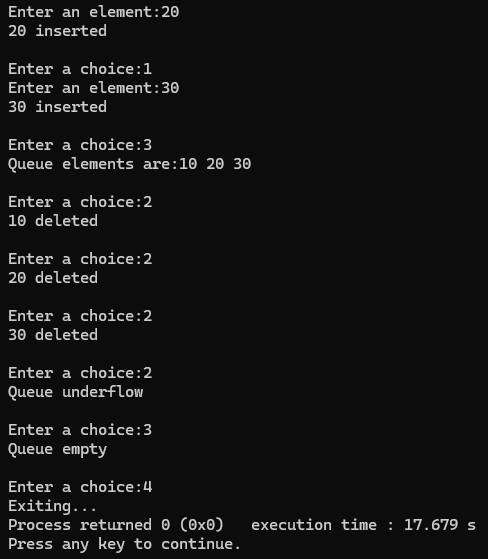 Enter an element:20
20 inserted
Enter a choice:1
Enter an element:30
30 inserted
Enter a choice:3
Queue elements are:10 20 30
Enter a choice:2
10 deleted
Enter a choice:2
20 deleted
Enter a choice:2
30 deleted
Enter a choice:2
Queue underflow
Enter a choice:3
Queue empty
Enter a choice:4
Exiting...
Process returned 0 (0x0)   execution time : 17.679 s
Press any key to continue.